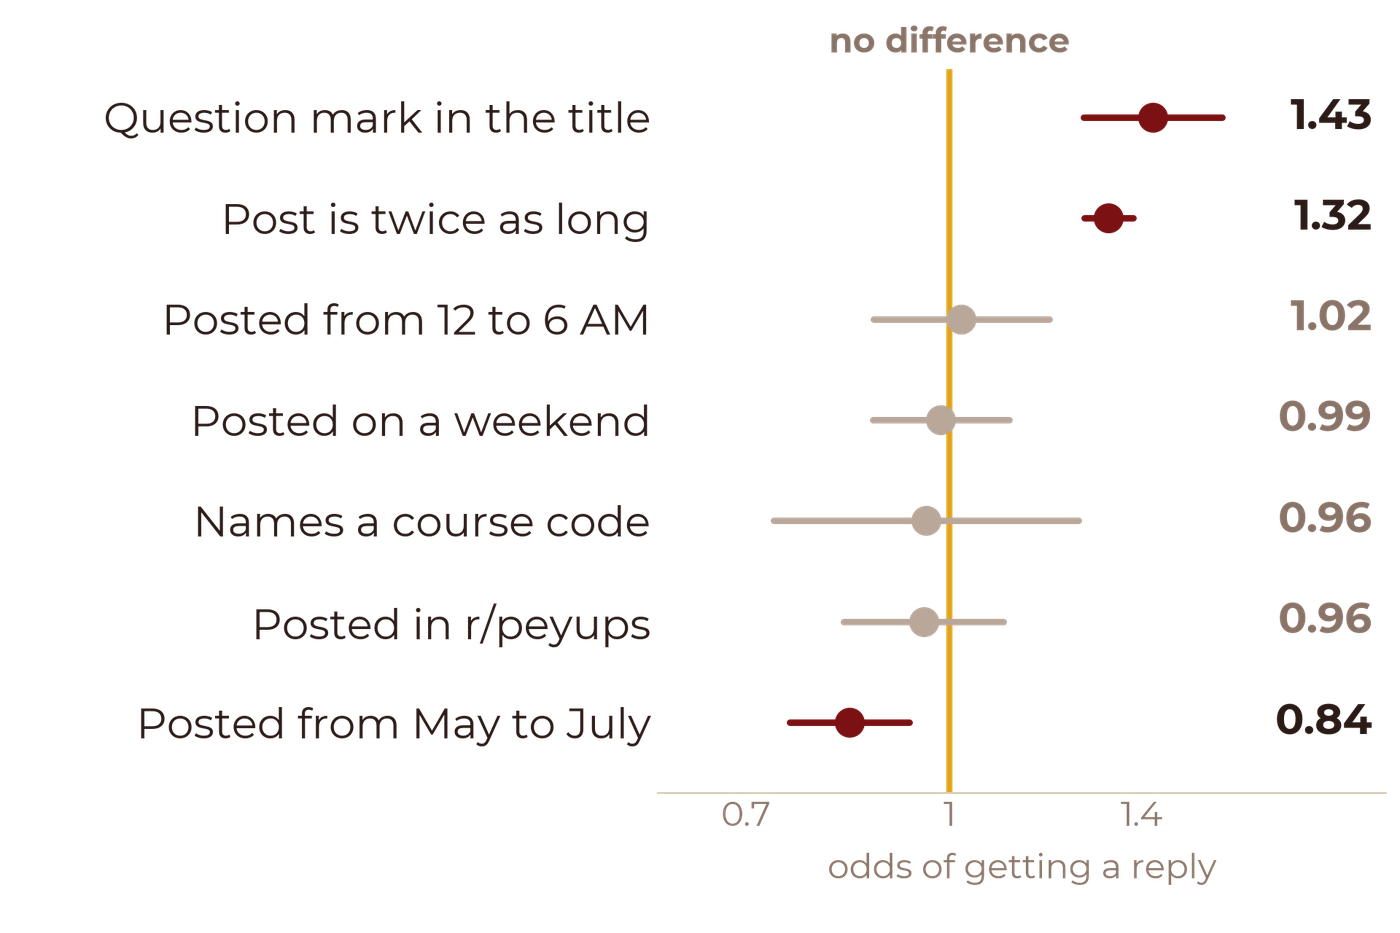 no difference
Question mark in the title 1.43
Post is twice as long 1.32
Posted from 12 to 6 AM 1.02
Posted on a weekend 0.99
Names a course code 0.96
Posted in r/peyups 0.96
Posted from May to July 0.84
0.7 1 1.4
odds of getting a reply